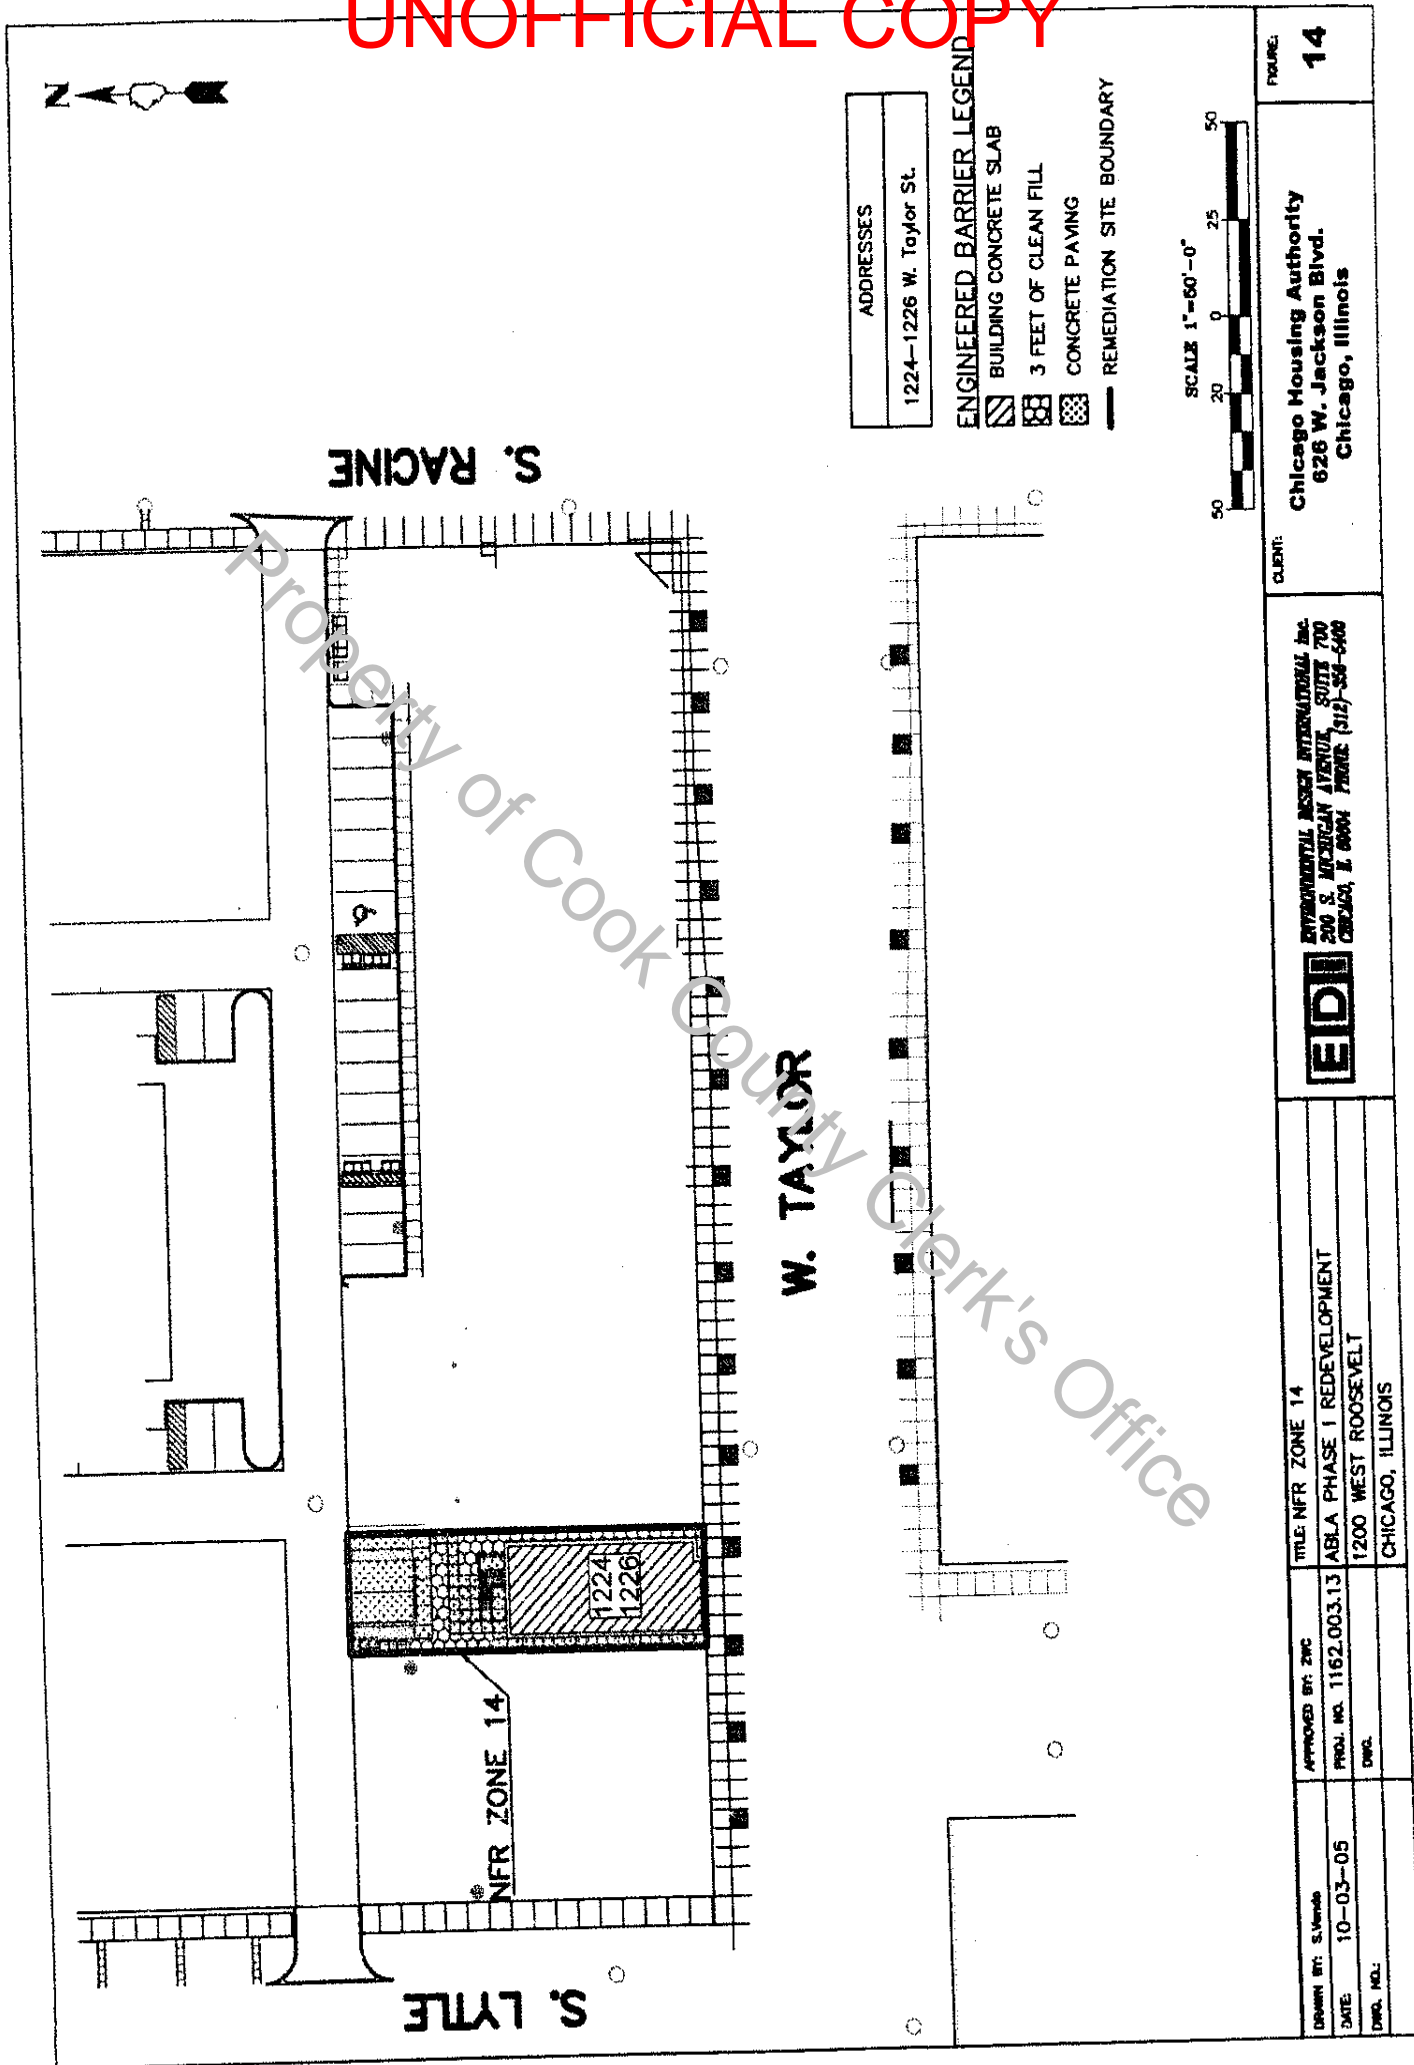 UNOFFICIAL COPY
N
S. RACINE
ADDRESSES
1224-1226 W. Taylor St.
ENGINEERED BARRIER LEGEND
BUILDING CONCRETE SLAB
3 FEET OF CLEAN FILL
CONCRETE PAVING
REMEDIATION SITE BOUNDARY
SCALE 1"=50'-0"
50 20 0 25 50
W. TAYLOR
1224
1226
NFR ZONE 14
S. LYTLE
Property of Cook County Clerk's Office
DRAWN BY: S.Venda
APPROVED BY: ZWC
TITLE: NFR ZONE 14
DATE: 10-03-05
PROJ. NO. 1162.003.13
ABLA PHASE I REDEVELOPMENT
1200 WEST ROOSEVELT
CHICAGO, ILLINOIS
DWG. NO.:
DWG.
EDI
ENVIRONMENTAL DESIGN INTERNATIONAL inc.
200 S. MICHIGAN AVENUE, SUITE 700
CHICAGO, IL 60604 PHONE (312)-356-5400
CLIENT:
Chicago Housing Authority
626 W. Jackson Blvd.
Chicago, Illinois
FIGURE:
14